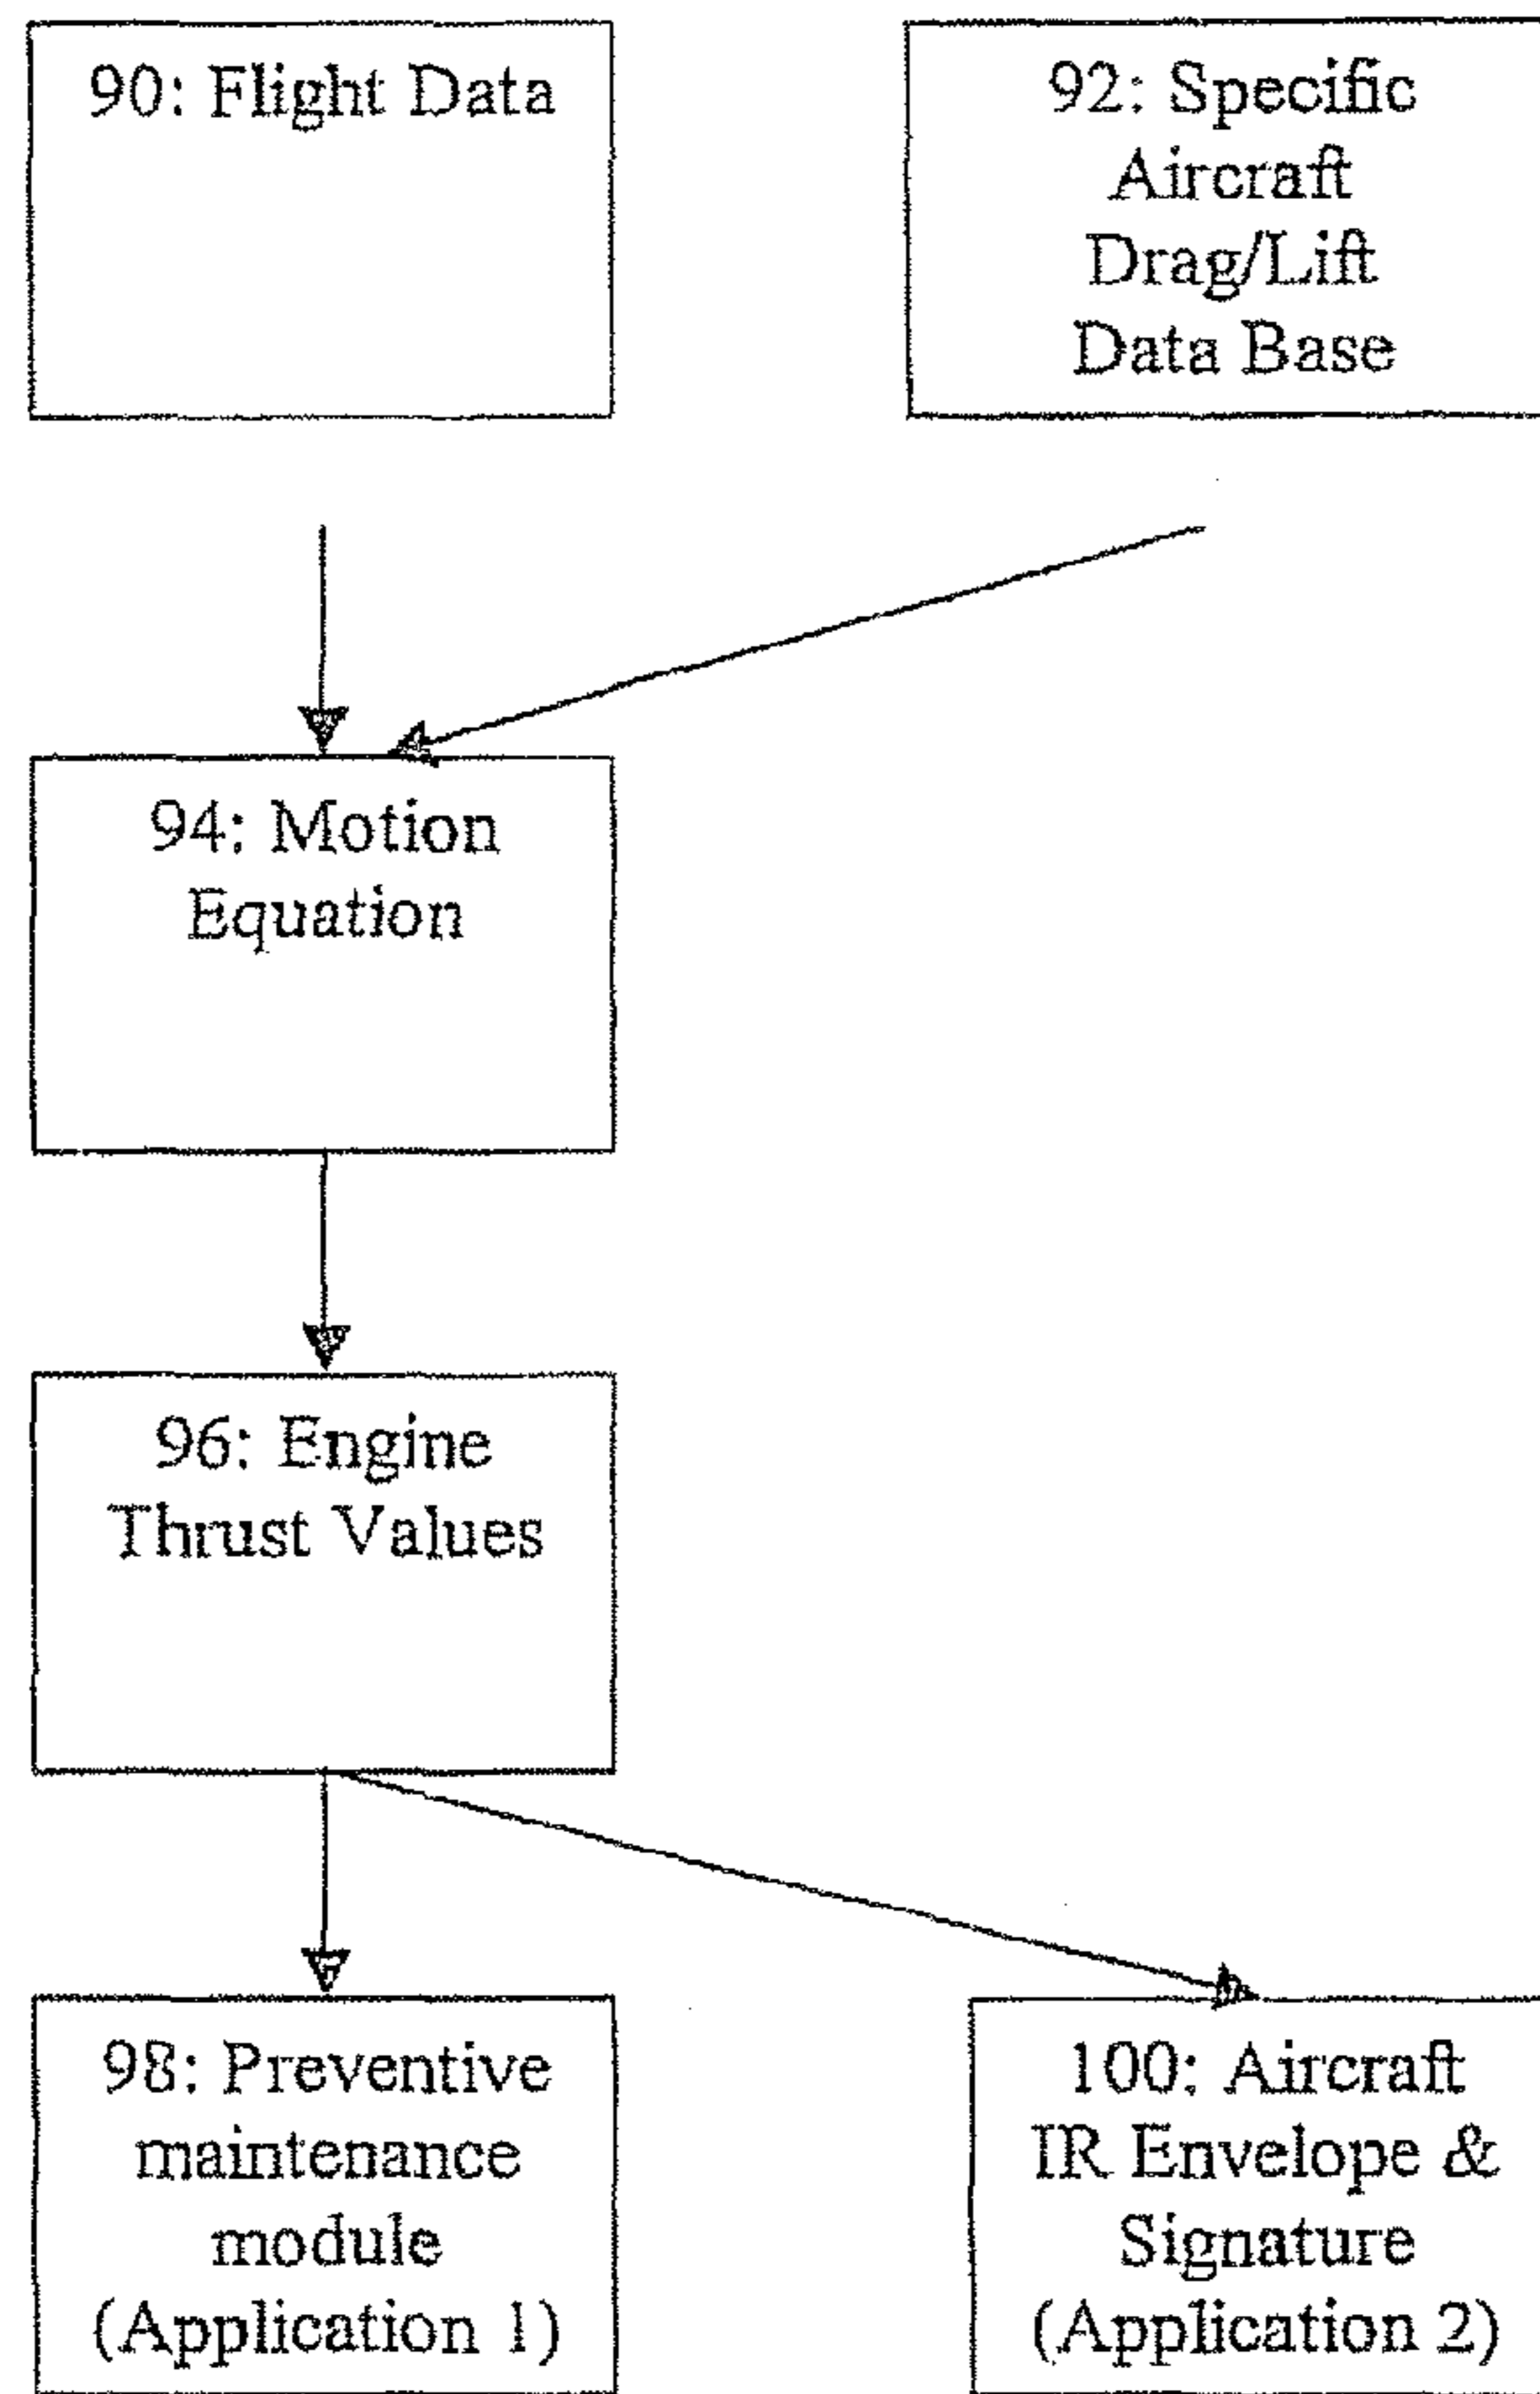 90: Flight Data
92: Specific
Aircraft
Drag/Lift
Data Base
94: Motion
Equation
96: Engine
Thrust Values
98: Preventive
maintenance
module
(Application 1)
100: Aircraft
IR Envelope &
Signature
(Application 2)